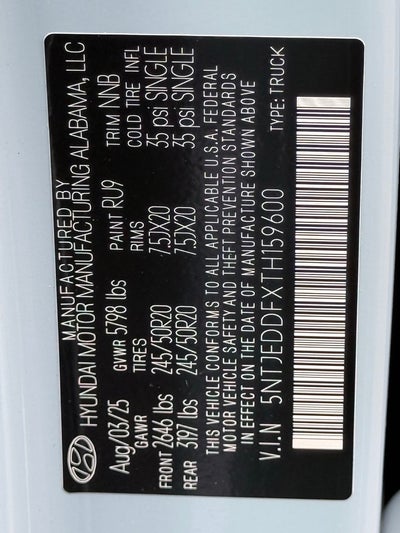 MANUFACTURED BY
HYUNDAI MOTOR MANUFACTURING ALABAMA, LLC
Aug/03/25 GVWR 5798 lbs PAINT RU9 TRIM NNB
GAWR TIRES RIMS COLD TIRE INFL
FRONT 2646 lbs 245/50R20 7.5JX20 35 psi SINGLE
REAR 3197 lbs 245/50R20 7.5JX20 35 psi SINGLE
THIS VEHICLE CONFORMS TO ALL APPLICABLE U.S.A. FEDERAL
MOTOR VEHICLE SAFETY AND THEFT PREVENTION STANDARDS
IN EFFECT ON THE DATE OF MANUFACTURE SHOWN ABOVE
V.I.N 5NTJEDDFXTH159600 TYPE: TRUCK